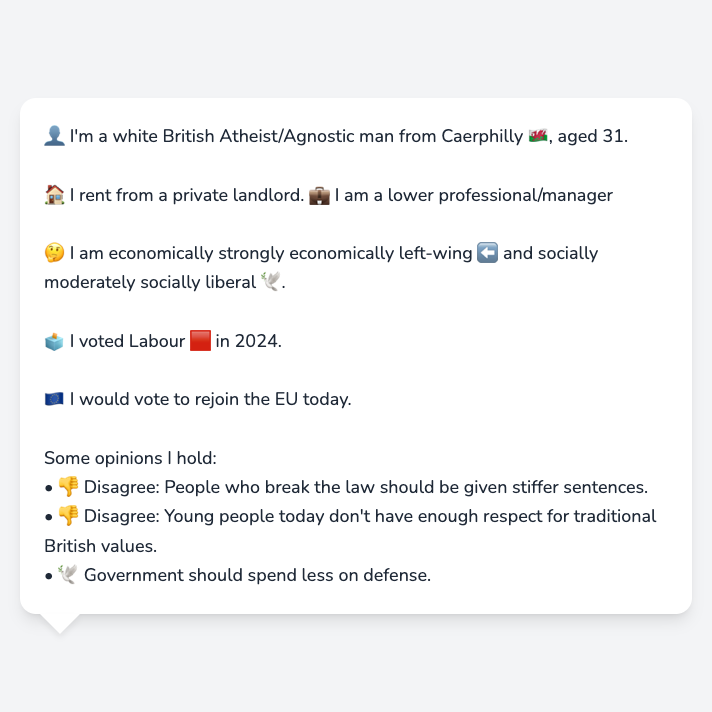 👤 I'm a white British Atheist/Agnostic man from Caerphilly 🏴󠁧󠁢󠁷󠁬󠁳󠁿, aged 31.
🏠 I rent from a private landlord. 💼 I am a lower professional/manager
🤔 I am economically strongly economically left-wing ⬅️ and socially
moderately socially liberal 🕊️.
🗳️ I voted Labour 🟥 in 2024.
🇪🇺 I would vote to rejoin the EU today.
Some opinions I hold:
• 👎 Disagree: People who break the law should be given stiffer sentences.
• 👎 Disagree: Young people today don't have enough respect for traditional
British values.
• 🕊️ Government should spend less on defense.